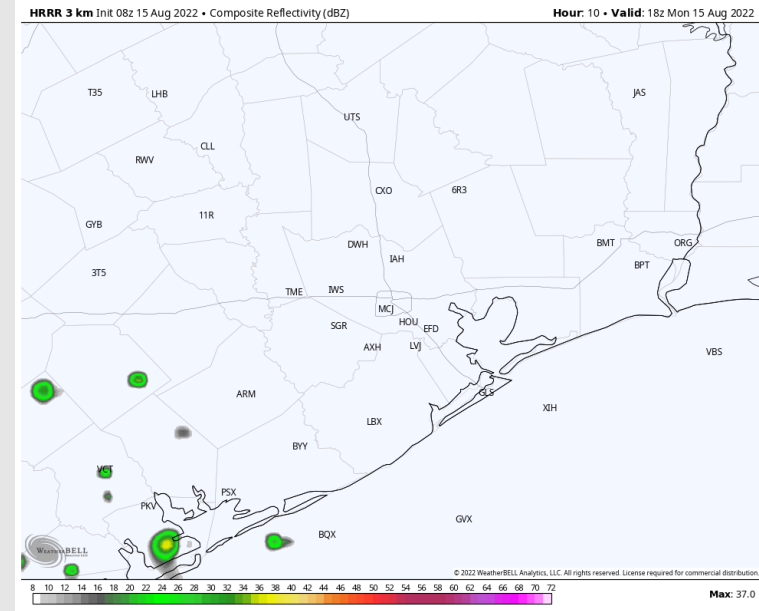 HRRR 3 km Init 08z 15 Aug 2022 • Composite Reflectivity (dBZ)
Hour: 10 • Valid: 18z Mon 15 Aug 2022
T35
LHB
JAS
UTS
CLL
RWV
CXO
6R3
11R
GYB
DWH
BMT
ORG
IAH
BPT
3T5
TME
IWS
MCJ
HOU
SGR
EFD
AXH
LVJ
VBS
ARM
GLS
XIH
LBX
BYY
VCT
PSX
PKV
GVX
BQX
WEATHERBELL
© 2022 WeatherBELL Analytics, LLC. All rights reserved. License required for commercial distribution.
8 10 12 14 16 18 20 22 24 26 28 30 32 34 36 38 40 42 44 46 48 50 52 54 56 58 60 62 64 66 68 70 72
Max: 37.0